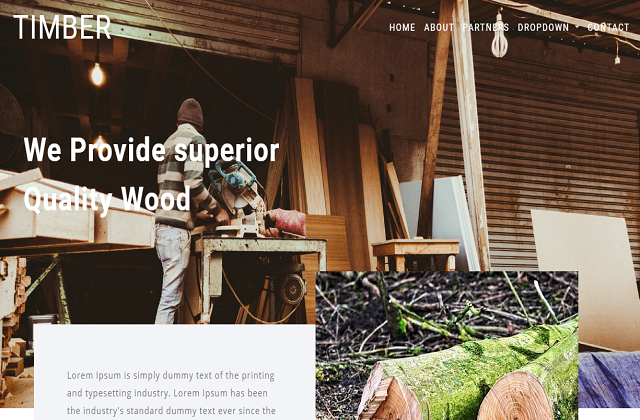 TIMBER
HOME ABOUT PARTNERS DROPDOWN CONTACT
We Provide superior
Quality Wood
Lorem Ipsum is simply dummy text of the printing
and typesetting industry. Lorem Ipsum has been
the industry's standard dummy text ever since the